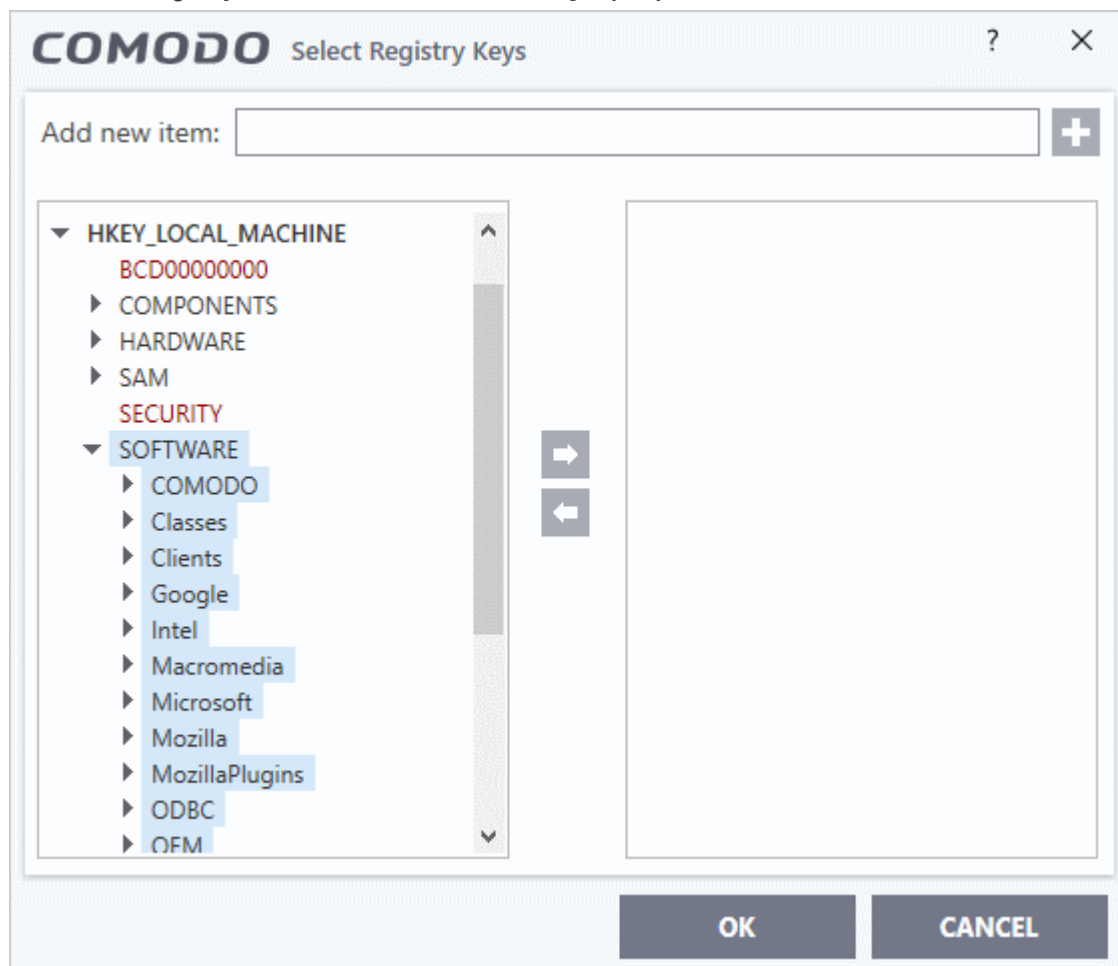 COMODO Select Registry Keys ?
Add new item:
HKEY_LOCAL_MACHINE
BCD00000000
COMPONENTS
HARDWARE
SAM
SECURITY
SOFTWARE
COMODO
Classes
Clients
Google
Intel
Macromedia
Microsoft
Mozilla
MozillaPlugins
ODBC
OEM
OK CANCEL